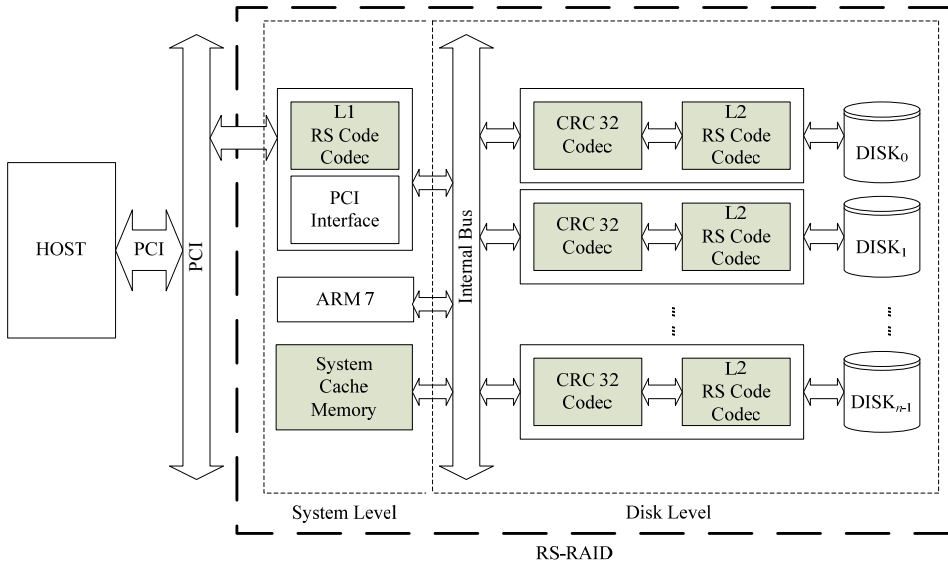 HOST
PCI
PCI
L1
RS Code
Codec
PCI
Interface
ARM 7
System
Cache
Memory
Internal Bus
CRC 32
Codec
L2
RS Code
Codec
DISK0
CRC 32
Codec
L2
RS Code
Codec
DISK1
...
...
CRC 32
Codec
L2
RS Code
Codec
DISKn-1
System Level
Disk Level
RS-RAID